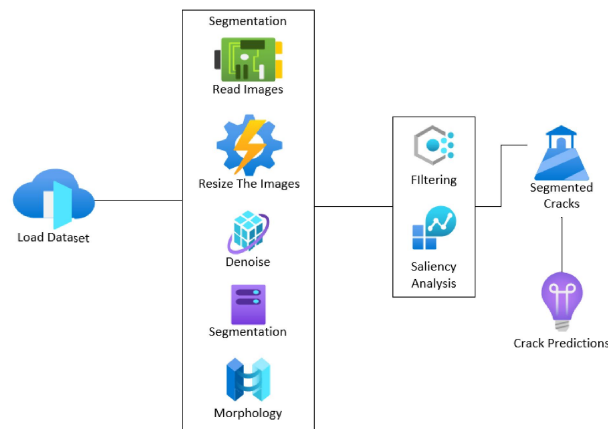 Segmentation
Read Images
Resize The Images
Load Dataset
Denoise
Segmentation
Morphology
FIltering
Saliency
Analysis
Segmented
Cracks
Crack Predictions